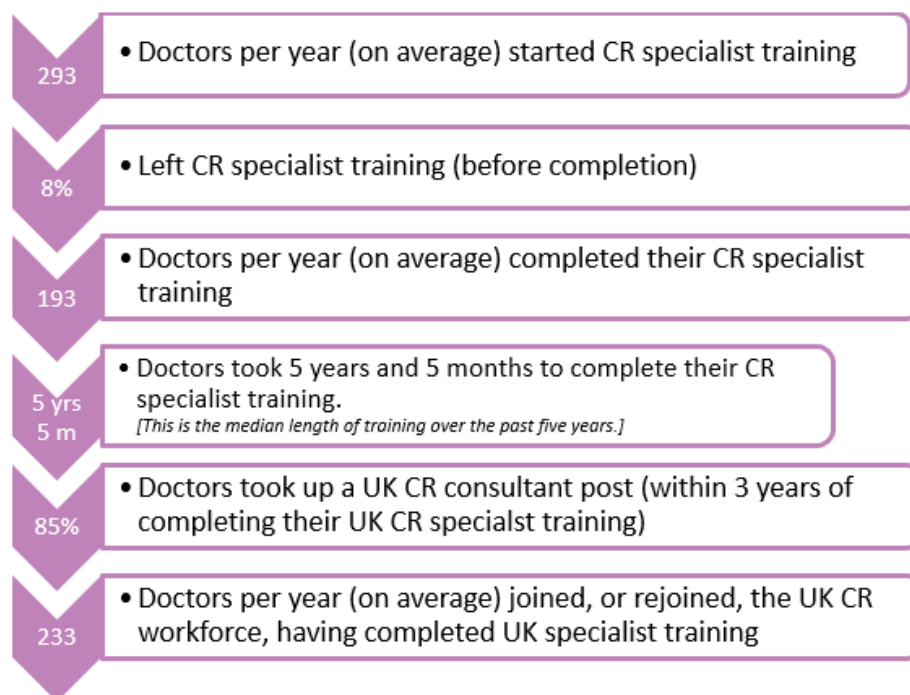 293
• Doctors per year (on average) started CR specialist training
8%
• Left CR specialist training (before completion)
193
• Doctors per year (on average) completed their CR specialist
training
5 yrs
5 m
• Doctors took 5 years and 5 months to complete their CR
specialist training.
[This is the median length of training over the past five years.]
85%
• Doctors took up a UK CR consultant post (within 3 years of
completing their UK CR specialst training)
233
• Doctors per year (on average) joined, or rejoined, the UK CR
workforce, having completed UK specialist training